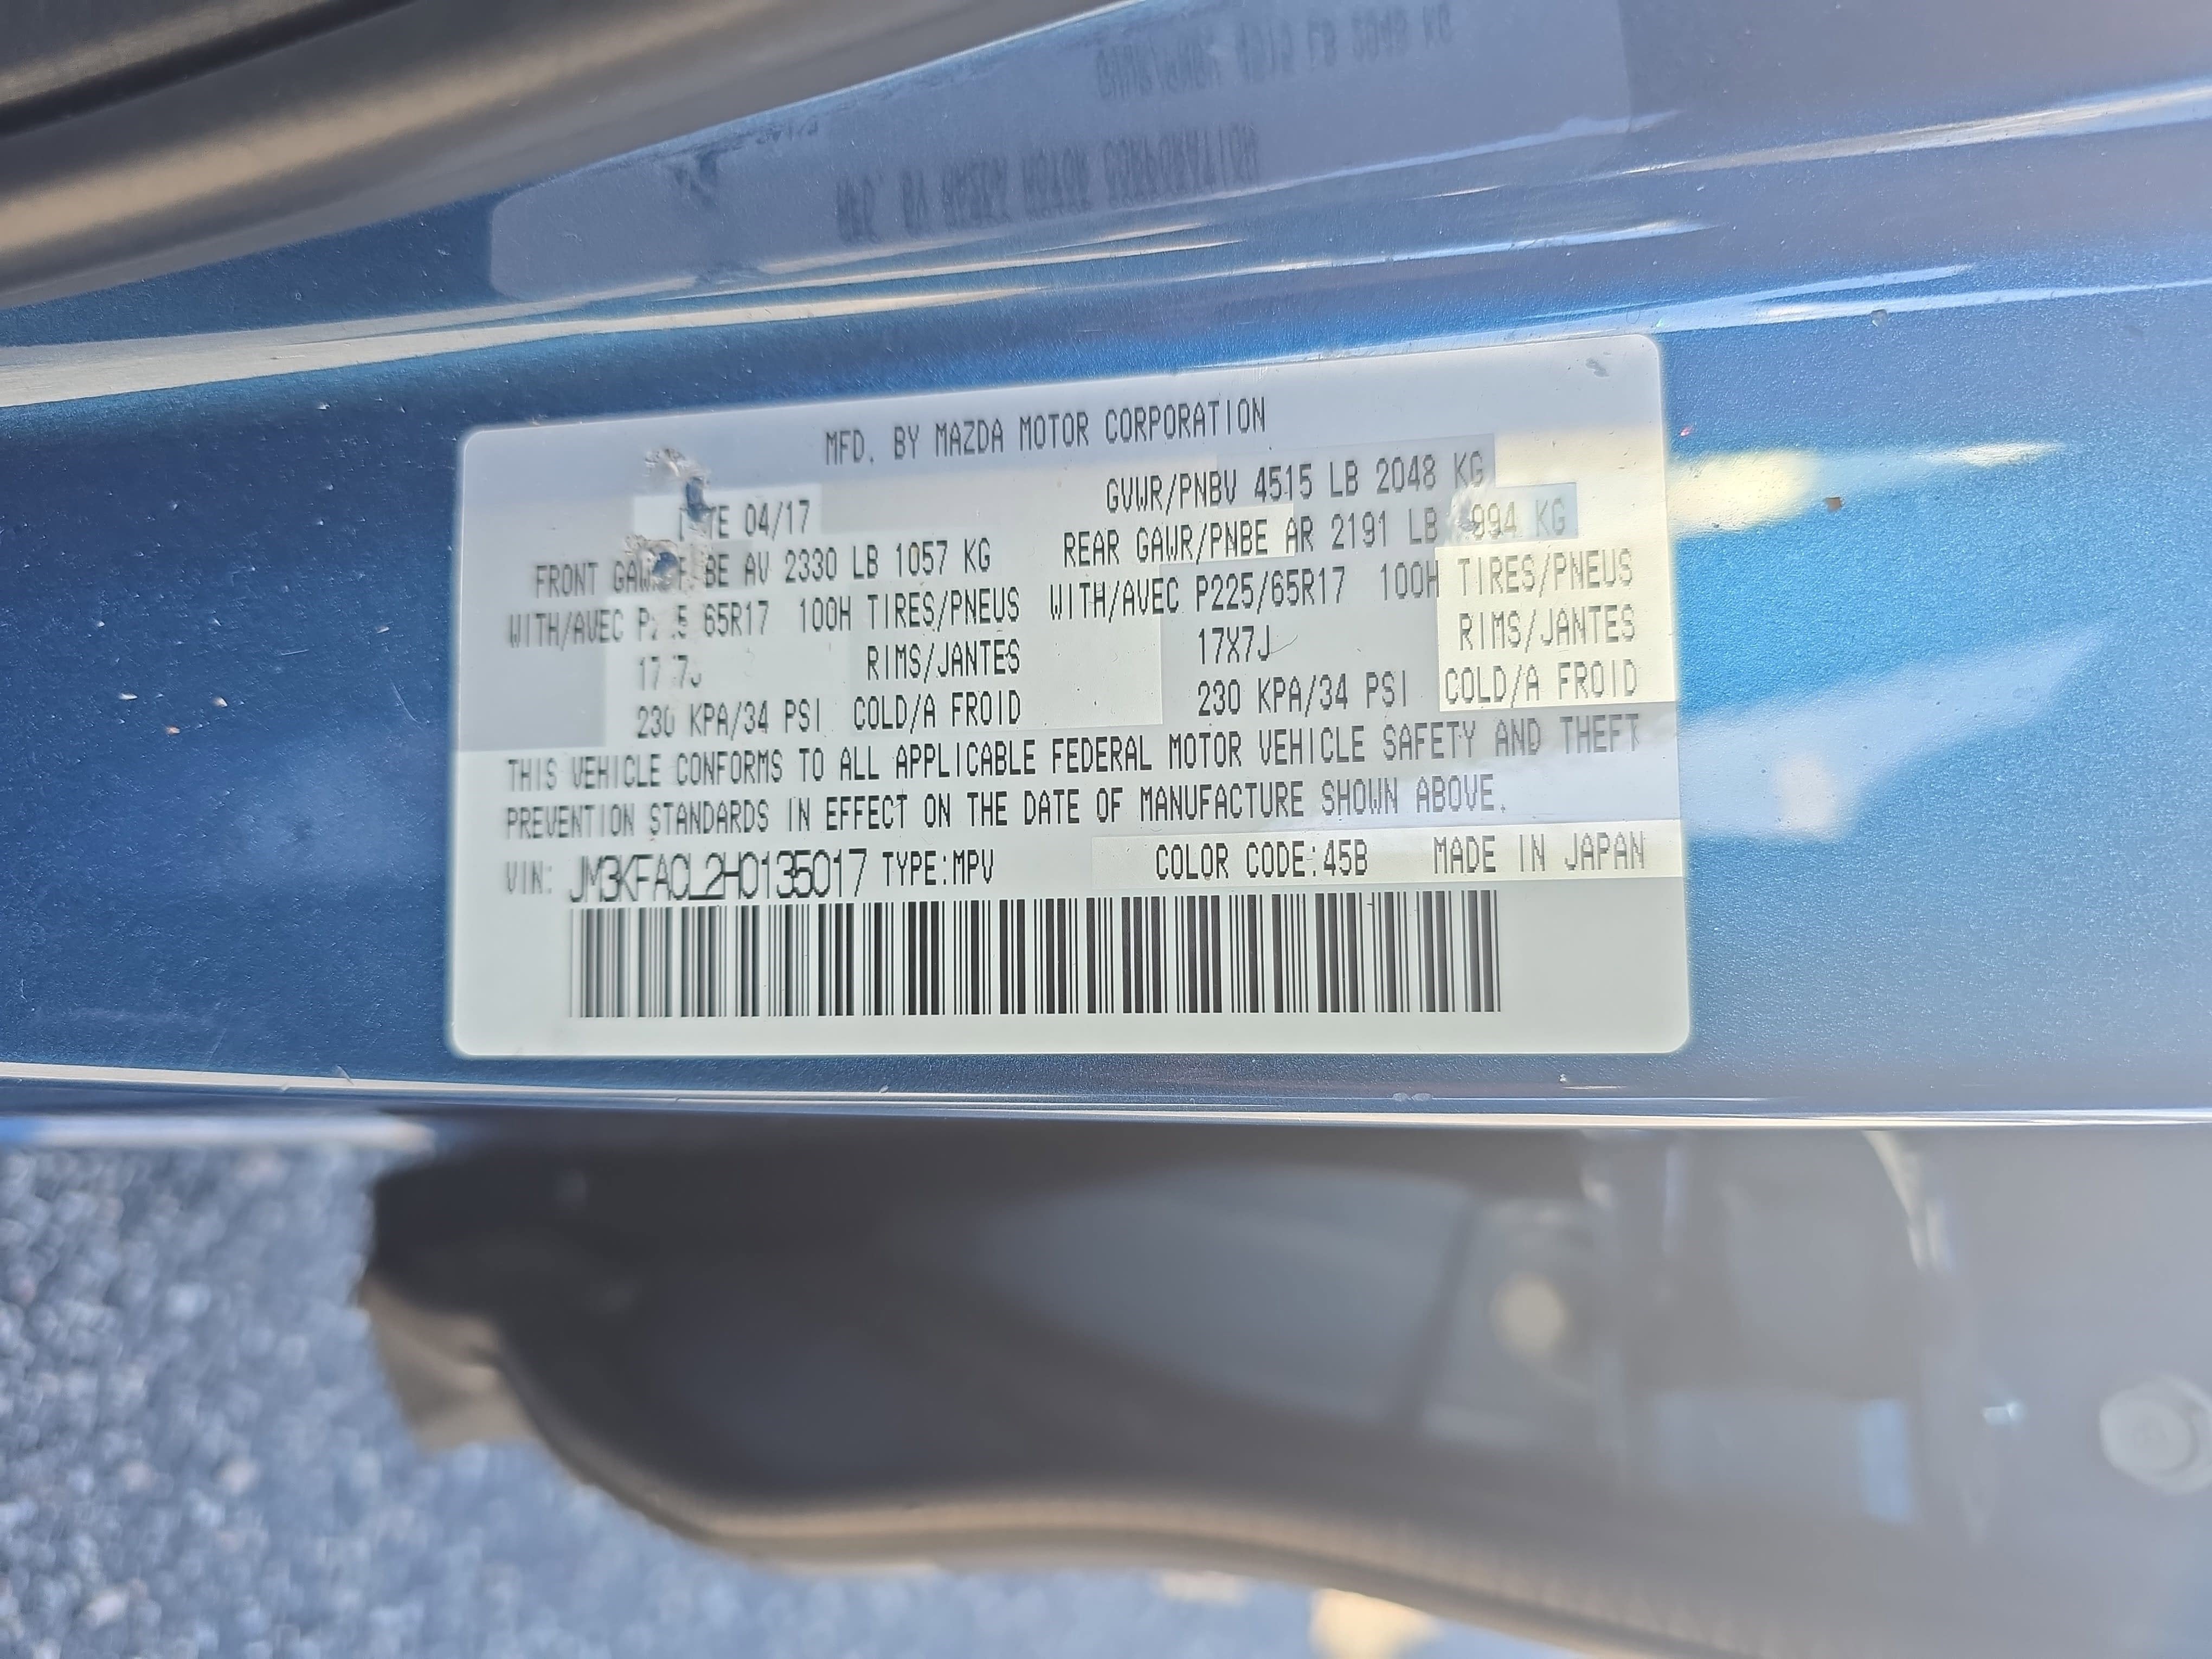 MFD. BY MAZDA MOTOR CORPORATION
04/17 GVWR/PNBV 4515 LB 2048 KG
FRONT AV 2330 LB 1057 KG REAR GAWR/PNBE AR 2191 LB 994 KG
WITH/AVEC 65R17 100H TIRES/PNEUS WITH/AVEC P225/65R17 100H TIRES/PNEUS
RIMS/JANTES 17X7J RIMS/JANTES
230 KPA/34 PSI COLD/A FROID 230 KPA/34 PSI COLD/A FROID
THIS VEHICLE CONFORMS TO ALL APPLICABLE FEDERAL MOTOR VEHICLE SAFETY AND THEFT
PREVENTION STANDARDS IN EFFECT ON THE DATE OF MANUFACTURE SHOWN ABOVE.
VIN: JM3KFACL2H0135017 TYPE:MPV COLOR CODE:45B MADE IN JAPAN